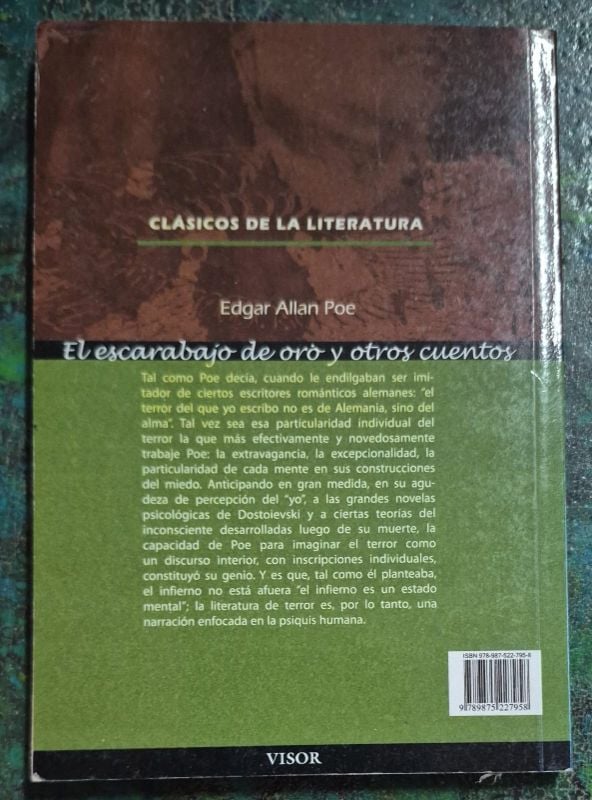 CLÁSICOS DE LA LITERATURA
Edgar Allan Poe
El escarabajo de oro y otros cuentos
Tal como Poe decía, cuando le endilgaban ser imi-
tador de ciertos escritores románticos alemanes: "el
terror del que yo escribo no es de Alemania, sino del
alma". Tal vez sea esa particularidad individual del
terror la que más efectivamente y novedosamente
trabaje Poe: la extravagancia, la excepcionalidad, la
particularidad de cada mente en sus construcciones
del miedo. Anticipando en gran medida, en su agu-
deza de percepción del "yo", a las grandes novelas
psicológicas de Dostoievski y a ciertas teorías del
inconsciente desarrolladas luego de su muerte, la
capacidad de Poe para imaginar el terror como
un discurso interior, con inscripciones individuales,
constituyó su genio. Y es que, tal como él planteaba,
el infierno no está afuera "el infierno es un estado
mental"; la literatura de terror es, por lo tanto, una
narración enfocada en la psiquis humana.
ISBN 978-987-522-795-8
9 789875 227958
VISOR